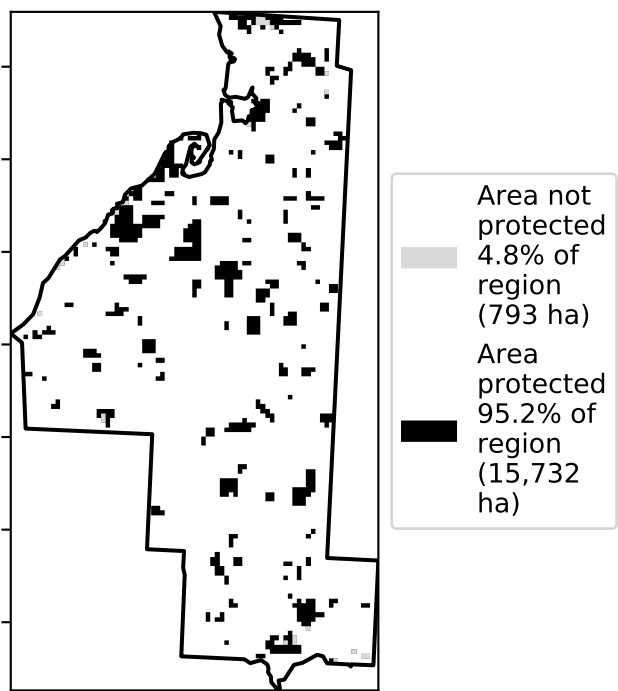 Area not
protected
4.8% of
region
(793 ha)
Area
protected
95.2% of
region
(15,732
ha)